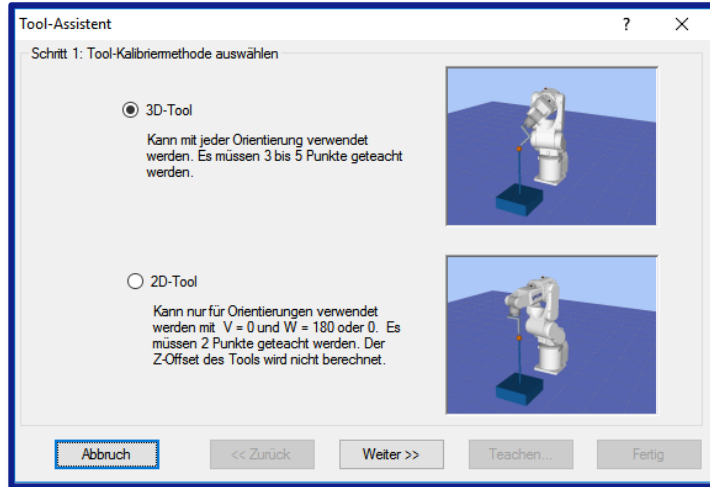 Tool-Assistent
?
Schritt 1: Tool-Kalibriermethode auswählen
3D-Tool
Kann mit jeder Orientierung verwendet
werden. Es müssen 3 bis 5 Punkte geteacht
werden.
2D-Tool
Kann nur für Orientierungen verwendet
werden mit V = 0 und W = 180 oder 0. Es
müssen 2 Punkte geteacht werden. Der
Z-Offset des Tools wird nicht berechnet.
Abbruch
<< Zurück
Weiter >>
Teachen...
Fertig